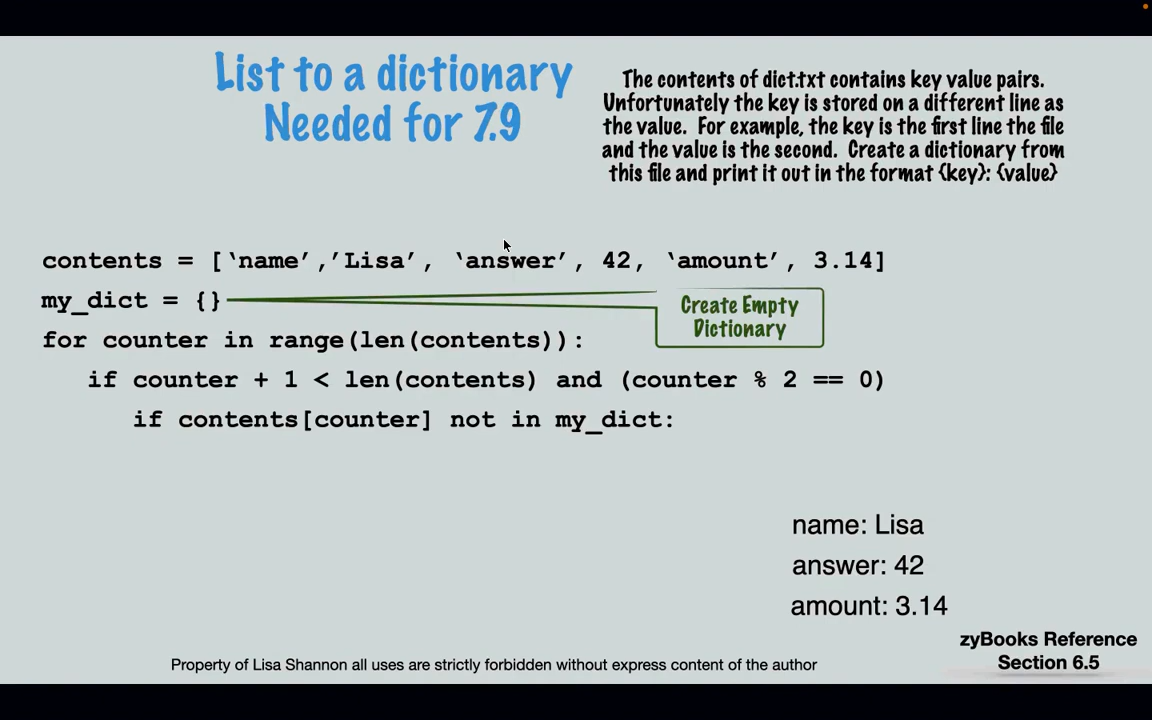 List to a dictionary
Needed for 7.9
The contents of dict.txt contains key value pairs.
Unfortunately the key is stored on a different line as
the value. For example, the key is the first line the file
and the value is the second. Create a dictionary from
this file and print it out in the format {key}: {value}
contents = [‘name’,’Lisa’, ‘answer’, 42, ‘amount’, 3.14]
my_dict = {}
Create Empty
Dictionary
for counter in range(len(contents)):
if counter + 1 < len(contents) and (counter % 2 == 0)
if contents[counter] not in my_dict:
name: Lisa
answer: 42
amount: 3.14
zyBooks Reference
Section 6.5
Property of Lisa Shannon all uses are strictly forbidden without express content of the author